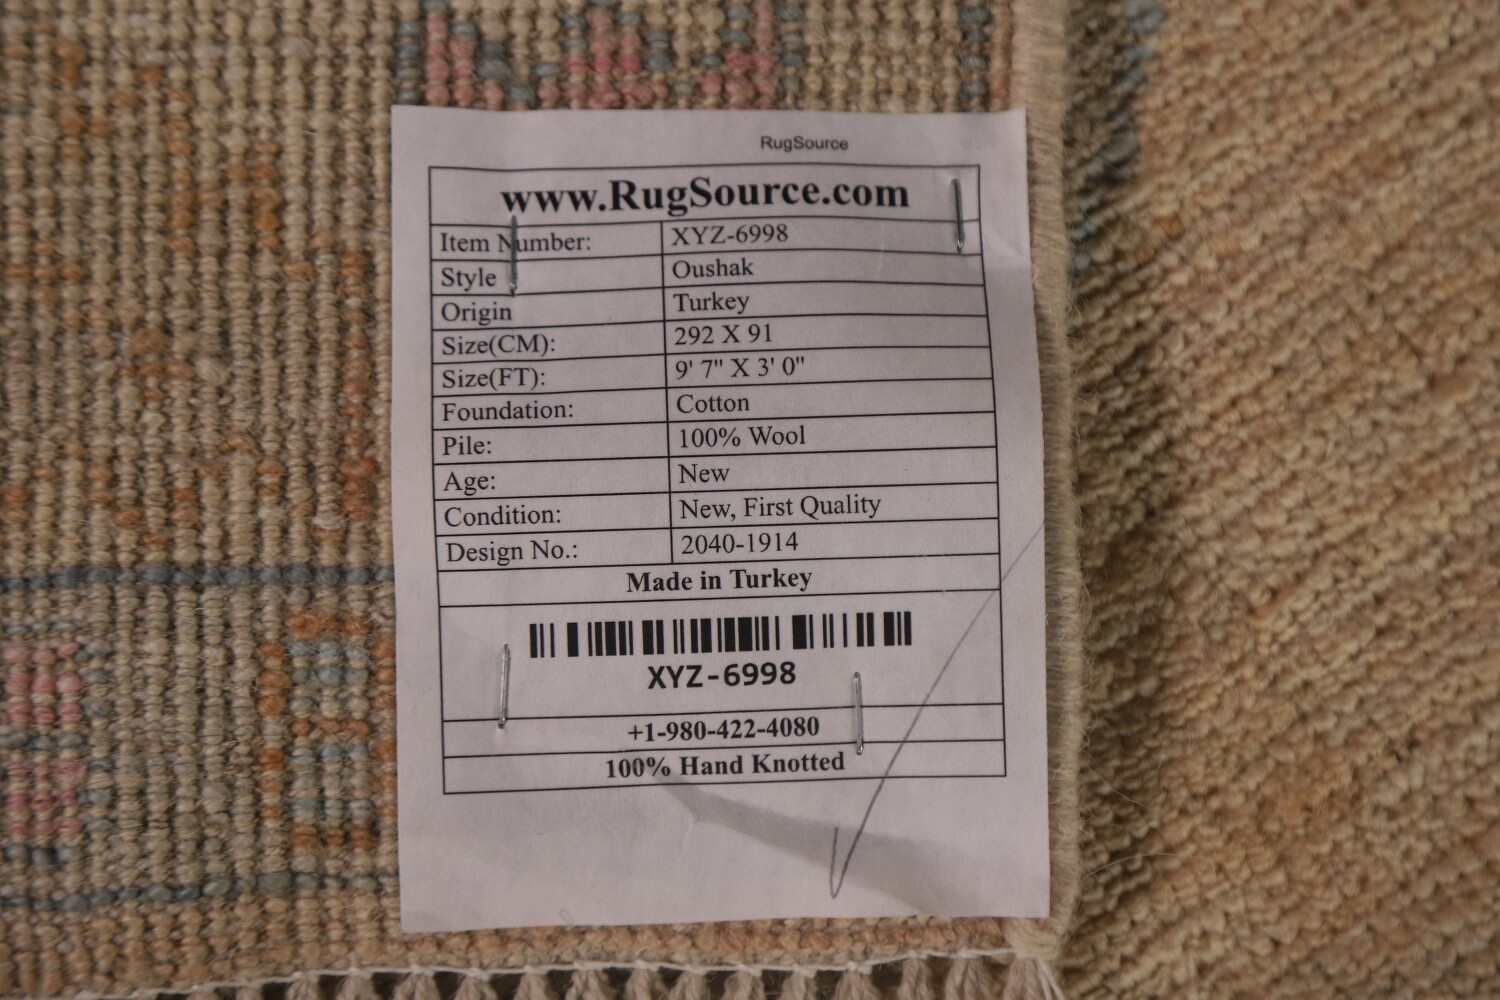 RugSource
www.RugSource.com
Item Number: XYZ-6998
Style Oushak
Origin Turkey
Size(CM): 292 X 91
Size(FT): 9' 7" X 3' 0"
Foundation: Cotton
Pile: 100% Wool
Age: New
Condition: New, First Quality
Design No.: 2040-1914
Made in Turkey
XYZ-6998
+1-980-422-4080
100% Hand Knotted